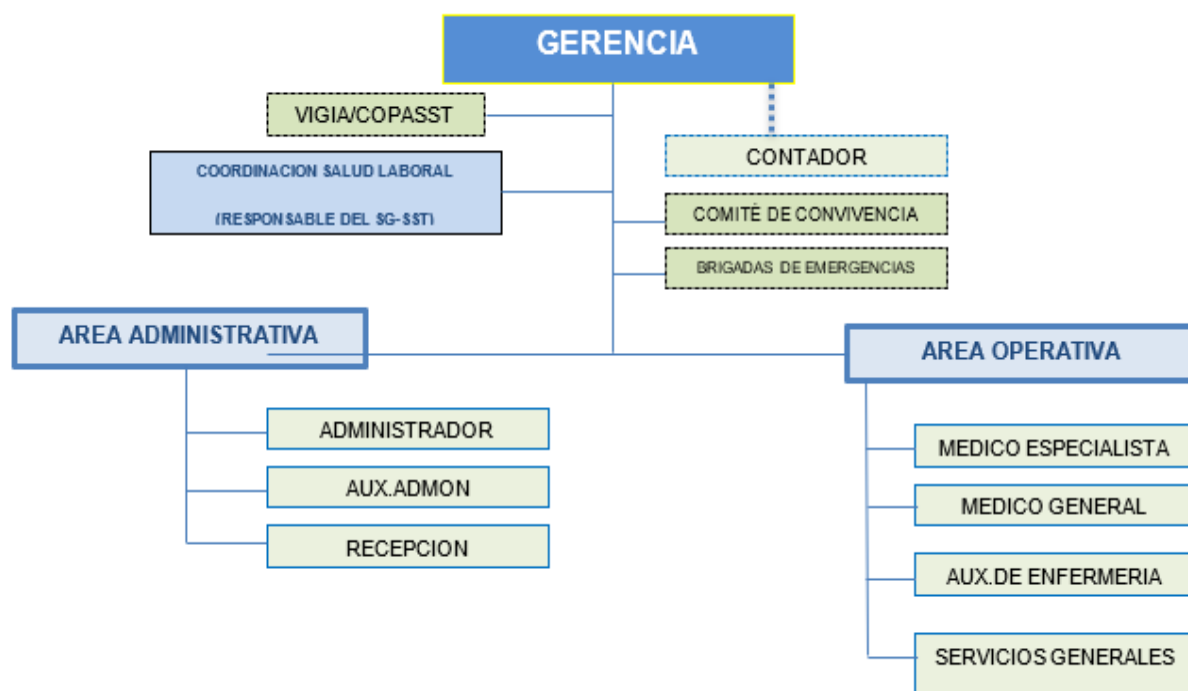 GERENCIA
VIGIA/COPASST
CONTADOR
COORDINACION SALUD LABORAL
(RESPONSABLE DEL SG-SST)
COMITÉ DE CONVIVENCIA
BRIGADAS DE EMERGENCIAS
AREA ADMINISTRATIVA
AREA OPERATIVA
ADMINISTRADOR
AUX.ADMON
RECEPCION
MEDICO ESPECIALISTA
MEDICO GENERAL
AUX.DE ENFERMERIA
SERVICIOS GENERALES